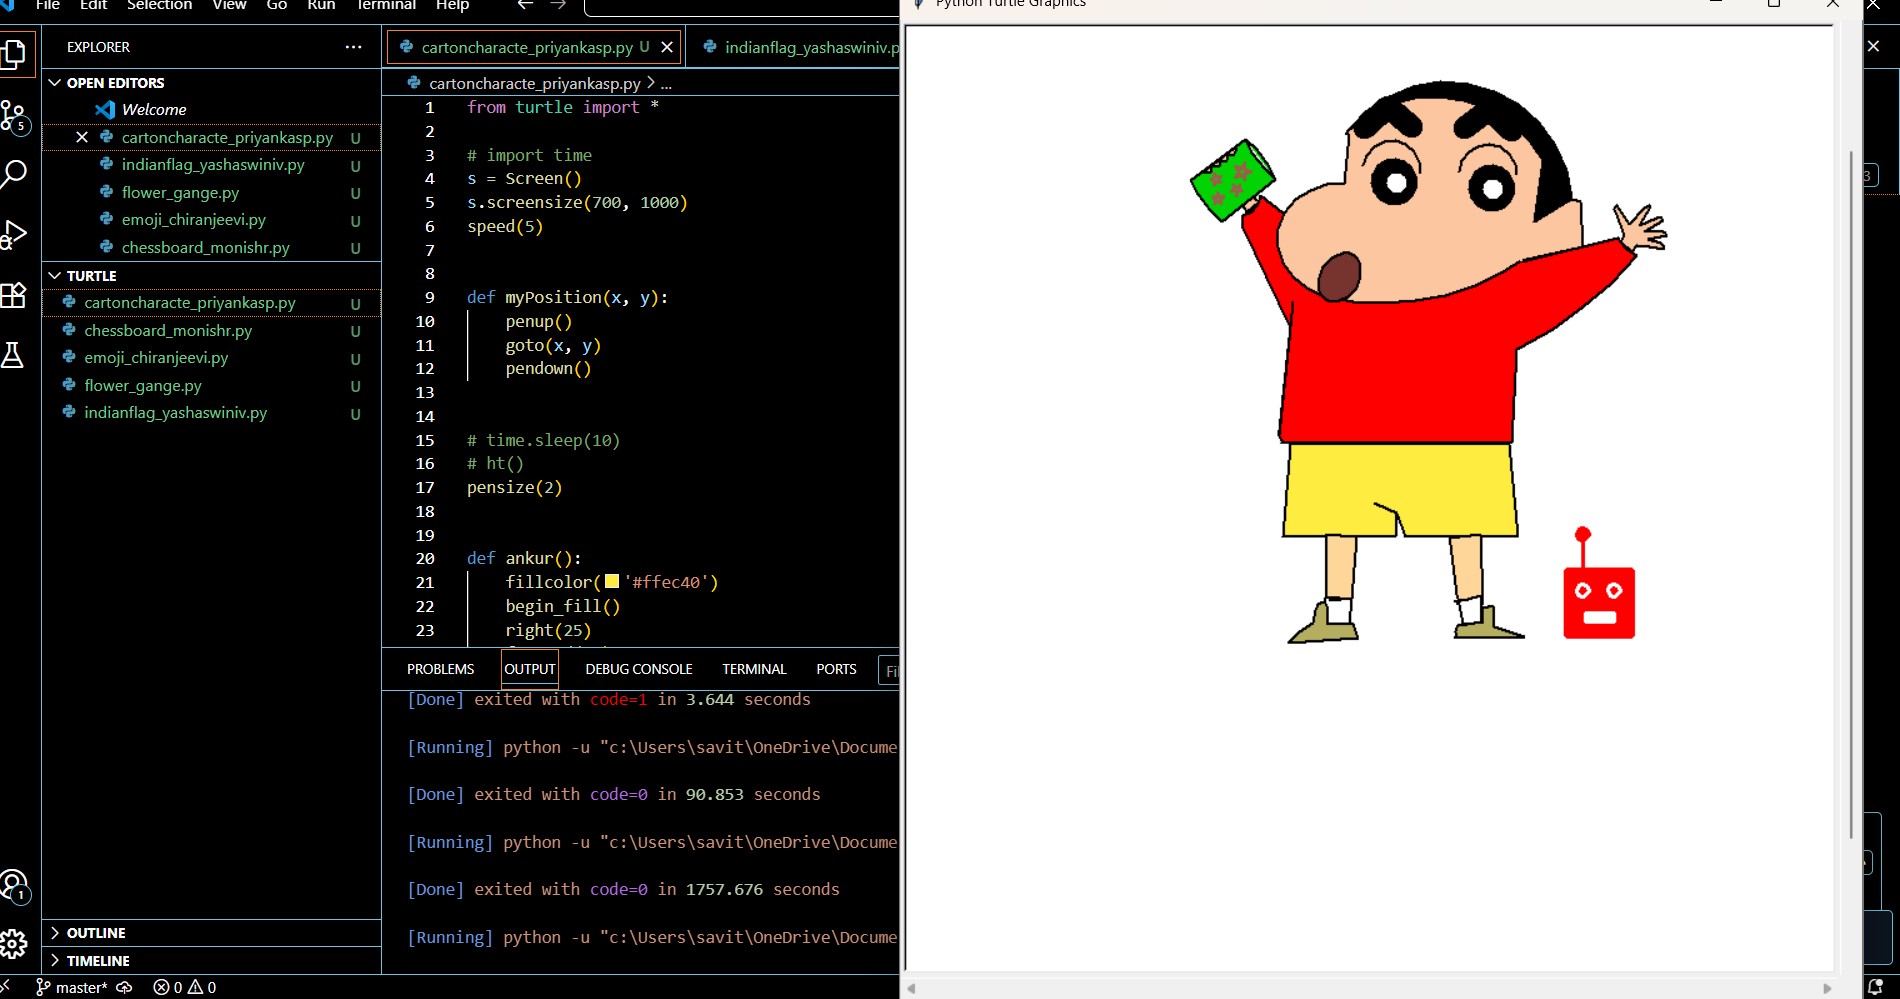 File Edit Selection View Go Run Terminal Help
Python Turtle Graphics
EXPLORER
OPEN EDITORS
Welcome
cartoncharacte_priyankasp.py U
indianflag_yashaswiniv.py U
flower_gange.py U
emoji_chiranjeevi.py U
chessboard_monishr.py U
TURTLE
cartoncharacte_priyankasp.py U
chessboard_monishr.py U
emoji_chiranjeevi.py U
flower_gange.py U
indianflag_yashaswiniv.py U
OUTLINE
TIMELINE
5
1
master*
0 0
cartoncharacte_priyankasp.py U
indianflag_yashaswiniv.p
cartoncharacte_priyankasp.py > ...
1 from turtle import *
2
3 # import time
4 s = Screen()
5 s.screensize(700, 1000)
6 speed(5)
7
8
9 def myPosition(x, y):
10 penup()
11 goto(x, y)
12 pendown()
13
14
15 # time.sleep(10)
16 # ht()
17 pensize(2)
18
19
20 def ankur():
21 fillcolor('#ffec40')
22 begin_fill()
23 right(25)
PROBLEMS OUTPUT DEBUG CONSOLE TERMINAL PORTS Fil
[Done] exited with code=1 in 3.644 seconds
[Running] python -u "c:\Users\savit\OneDrive\Docume
[Done] exited with code=0 in 90.853 seconds
[Running] python -u "c:\Users\savit\OneDrive\Docume
[Done] exited with code=0 in 1757.676 seconds
[Running] python -u "c:\Users\savit\OneDrive\Docume
3